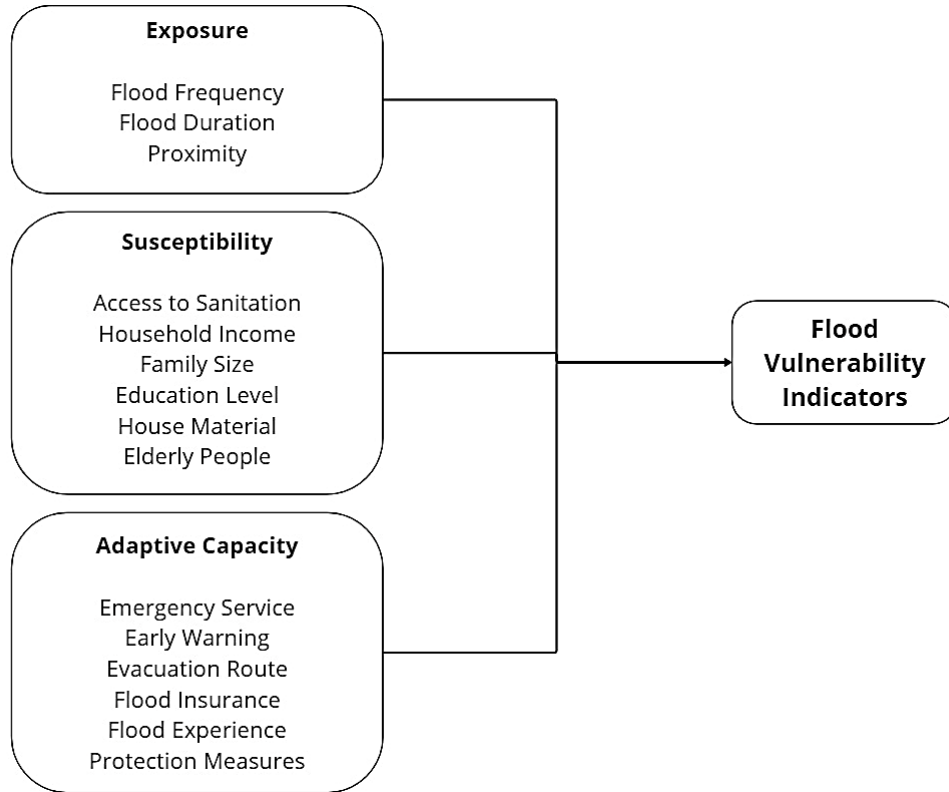 Exposure
Flood Frequency
Flood Duration
Proximity
Susceptibility
Access to Sanitation
Household Income
Family Size
Education Level
House Material
Elderly People
Adaptive Capacity
Emergency Service
Early Warning
Evacuation Route
Flood Insurance
Flood Experience
Protection Measures
Flood
Vulnerability
Indicators